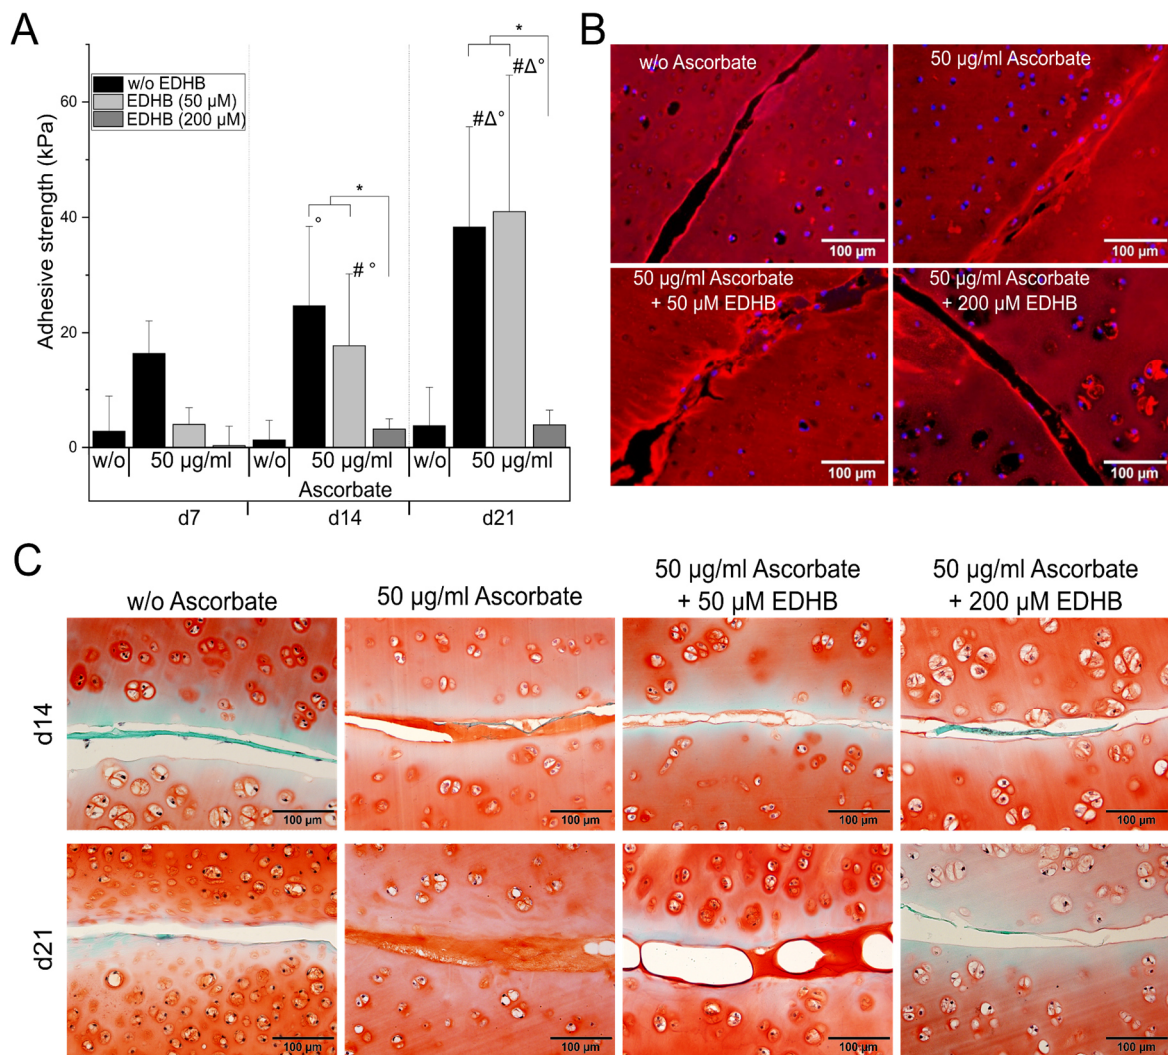 A
Adhesive strength (kPa)
60
40
20
0
w/o EDHB
EDHB (50 µM)
EDHB (200 µM)
*
°
# °
*
#Δ°
#Δ°
w/o
50 µg/ml
w/o
50 µg/ml
w/o
50 µg/ml
Ascorbate
d7
d14
d21
B
w/o Ascorbate
100 µm
50 µg/ml Ascorbate
100 µm
50 µg/ml Ascorbate
+ 50 µM EDHB
100 µm
50 µg/ml Ascorbate
+ 200 µM EDHB
100 µm
C
w/o Ascorbate
50 µg/ml Ascorbate
50 µg/ml Ascorbate
+ 50 µM EDHB
50 µg/ml Ascorbate
+ 200 µM EDHB
d14
100 µm
100 µm
100 µm
100 µm
d21
100 µm
100 µm
100 µm
100 µm